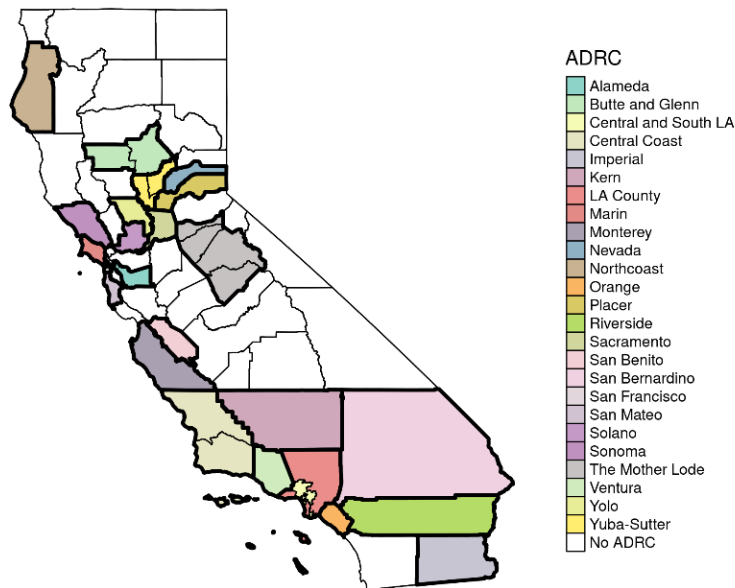 ADRC
Alameda
Butte and Glenn
Central and South LA
Central Coast
Imperial
Kern
LA County
Marin
Monterey
Nevada
Northcoast
Orange
Placer
Riverside
Sacramento
San Benito
San Bernardino
San Francisco
San Mateo
Solano
Sonoma
The Mother Lode
Ventura
Yolo
Yuba-Sutter
No ADRC